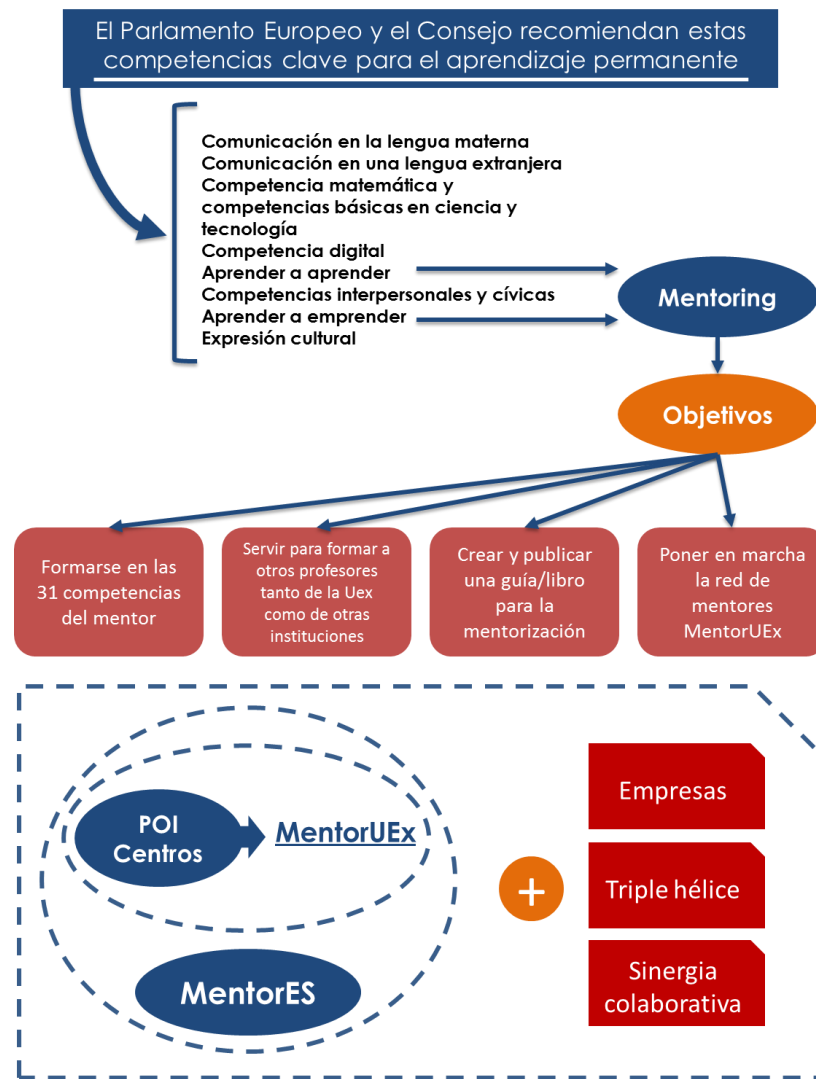 El Parlamento Europeo y el Consejo recomiendan estas
competencias clave para el aprendizaje permanente
Comunicación en la lengua materna
Comunicación en una lengua extranjera
Competencia matemática y
competencias básicas en ciencia y
tecnología
Competencia digital
Aprender a aprender
Competencias interpersonales y cívicas
Aprender a emprender
Expresión cultural
Mentoring
Objetivos
Formarse en las
31 competencias
del mentor
Servir para formar a
otros profesores
tanto de la Uex
como de otras
instituciones
Crear y publicar
una guía/libro
para la
mentorización
Poner en marcha
la red de
mentores
MentorUEx
POI
Centros
MentorUEx
MentorES
+
Empresas
Triple hélice
Sinergia
colaborativa